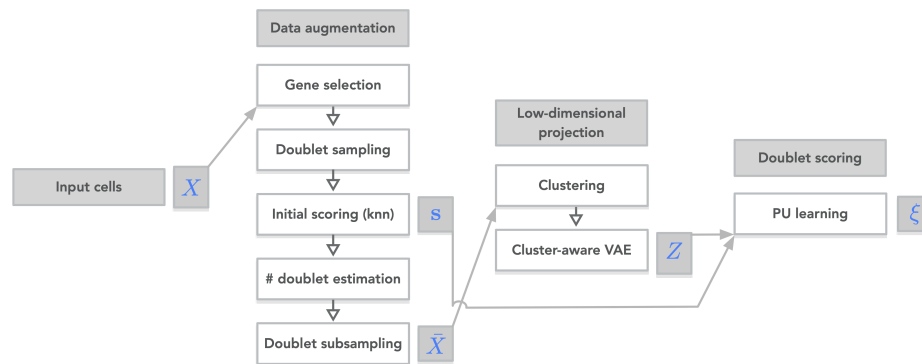 Data augmentation
Gene selection
Doublet sampling
Initial scoring (knn)
s
# doublet estimation
Doublet subsampling
X̄
Input cells
X
Low-dimensional
projection
Clustering
Cluster-aware VAE
Z
Doublet scoring
PU learning
ξ